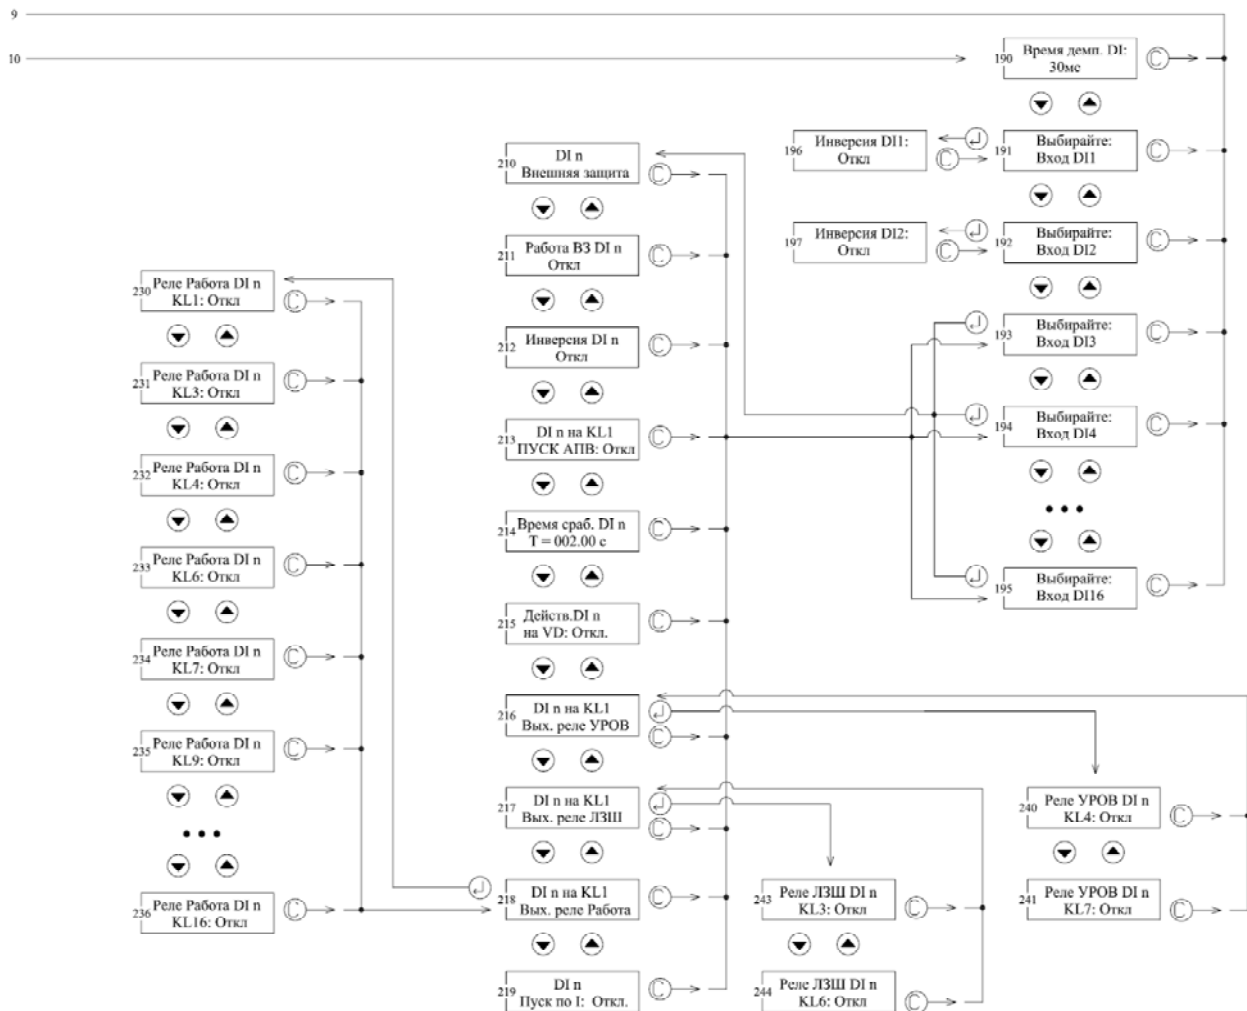 9
10
190
Время демп. DI:
30мс
196
Инверсия DI1:
Откл
191
Выбирайте:
Вход DI1
210
DI n
Внешняя защита
197
Инверсия DI2:
Откл
192
Выбирайте:
Вход DI2
211
Работа ВЗ DI n
Откл
230
Реле Работа DI n
KL1: Откл
212
Инверсия DI n
Откл
193
Выбирайте:
Вход DI3
231
Реле Работа DI n
KL3: Откл
213
DI n на KL1
ПУСК АПВ: Откл
194
Выбирайте:
Вход DI4
232
Реле Работа DI n
KL4: Откл
214
Время сраб. DI n
T = 002.00 с
233
Реле Работа DI n
KL6: Откл
195
Выбирайте:
Вход DI16
215
Действ.DI n
на VD: Откл.
234
Реле Работа DI n
KL7: Откл
216
DI n на KL1
Вых. реле УРОВ
235
Реле Работа DI n
KL9: Откл
217
DI n на KL1
Вых. реле ЛЗШ
240
Реле УРОВ DI n
KL4: Откл
236
Реле Работа DI n
KL16: Откл
218
DI n на KL1
Вых. реле Работа
243
Реле ЛЗШ DI n
KL3: Откл
241
Реле УРОВ DI n
KL7: Откл
219
DI n
Пуск по I: Откл.
244
Реле ЛЗШ DI n
KL6: Откл